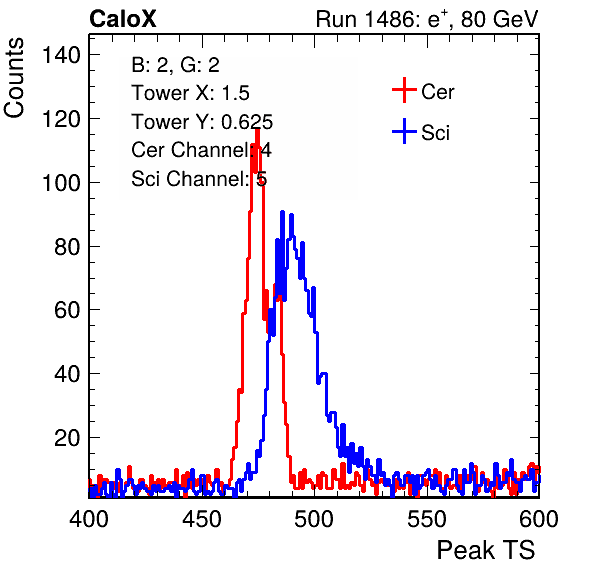 CaloX Run 1486: e⁺, 80 GeV
Counts
B: 2, G: 2
Tower X: 1.5
Tower Y: 0.625
Cer Channel: 4
Sci Channel: 5
Cer
Sci
140
120
100
80
60
40
20
400 450 500 550 600
Peak TS